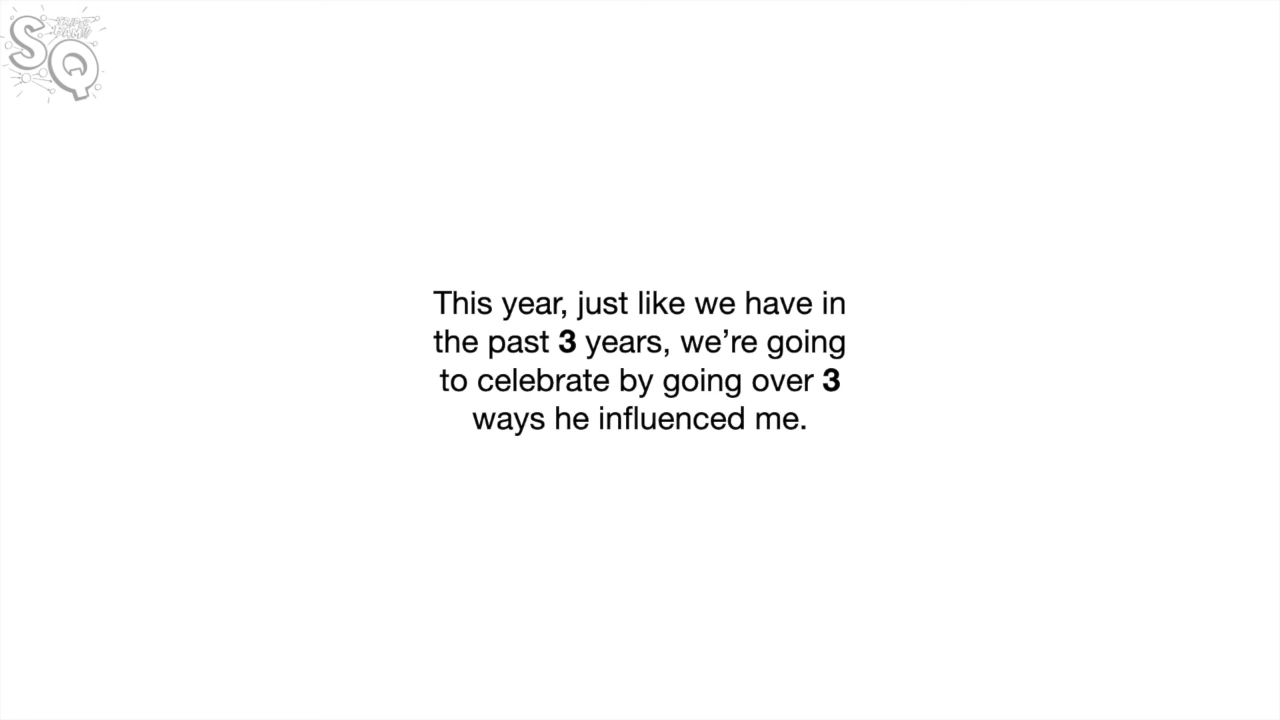 SQ
This year, just like we have in
the past 3 years, we’re going
to celebrate by going over 3
ways he influenced me.